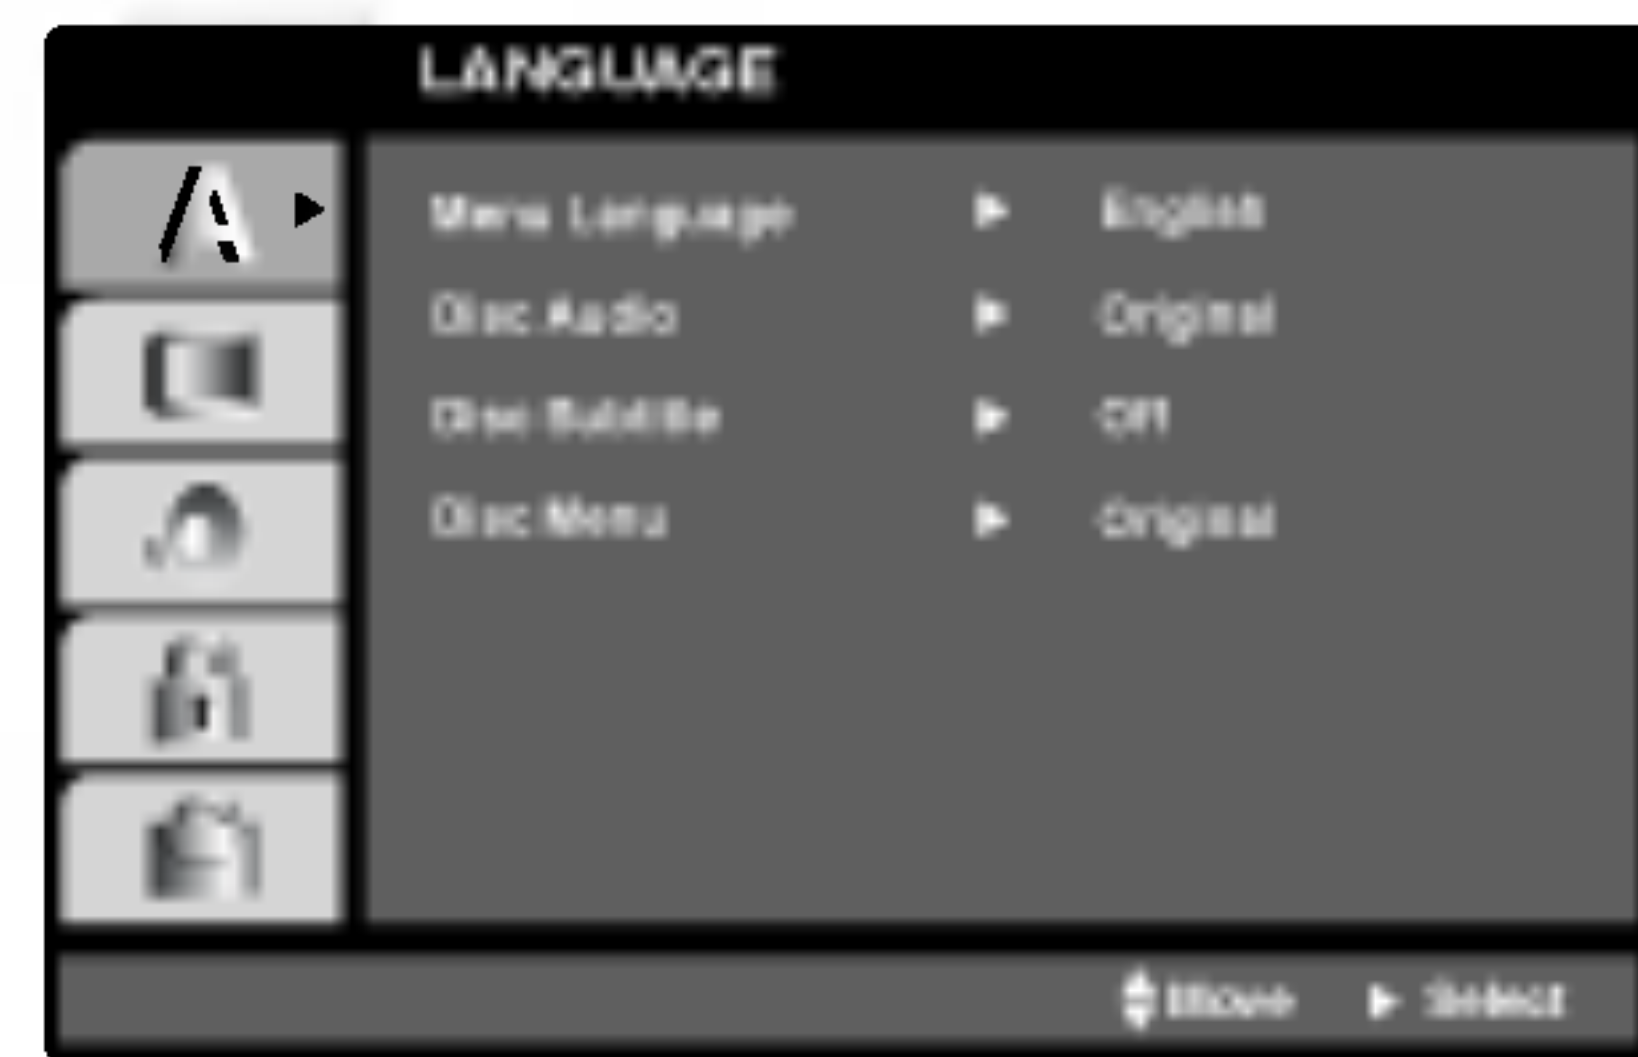 LANGUAGE
Menu Language ► English
Disc Audio ► Original
Disc Subtitle ► Off
Disc Menu ► Original
Move ► Select